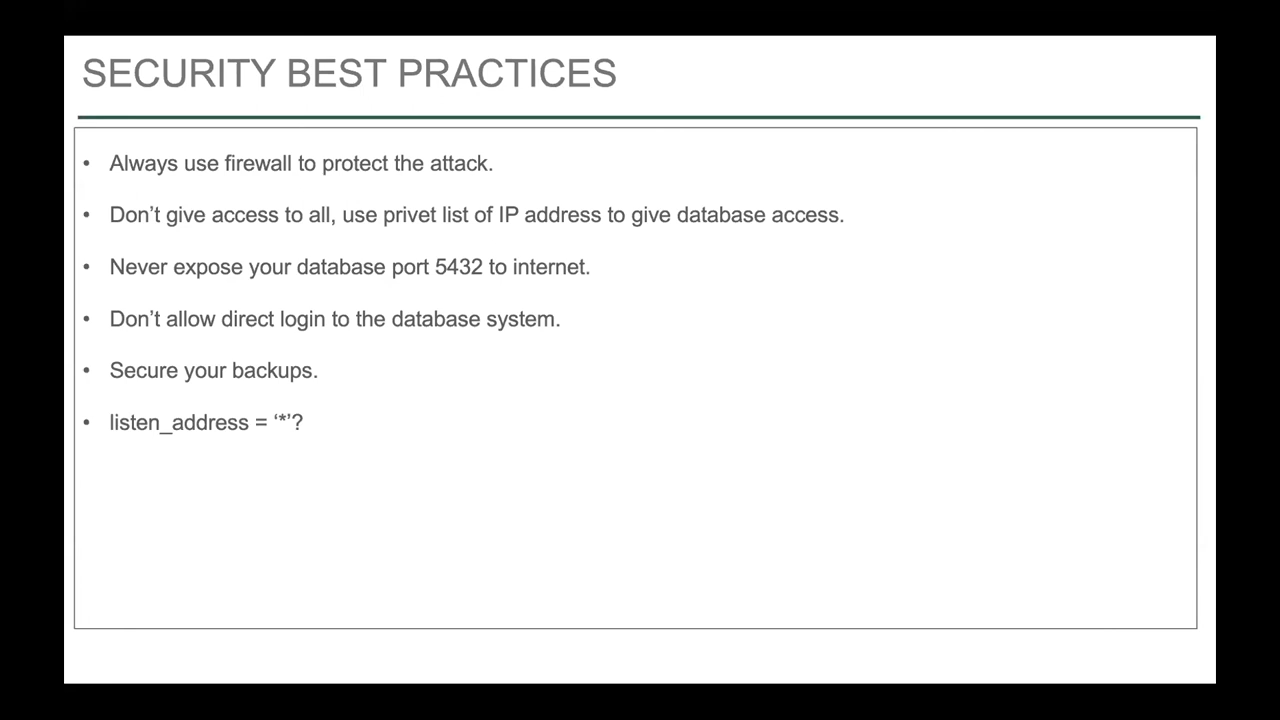 SECURITY BEST PRACTICES
• Always use firewall to protect the attack.
• Don’t give access to all, use privet list of IP address to give database access.
• Never expose your database port 5432 to internet.
• Don’t allow direct login to the database system.
• Secure your backups.
• listen_address = ‘*’?